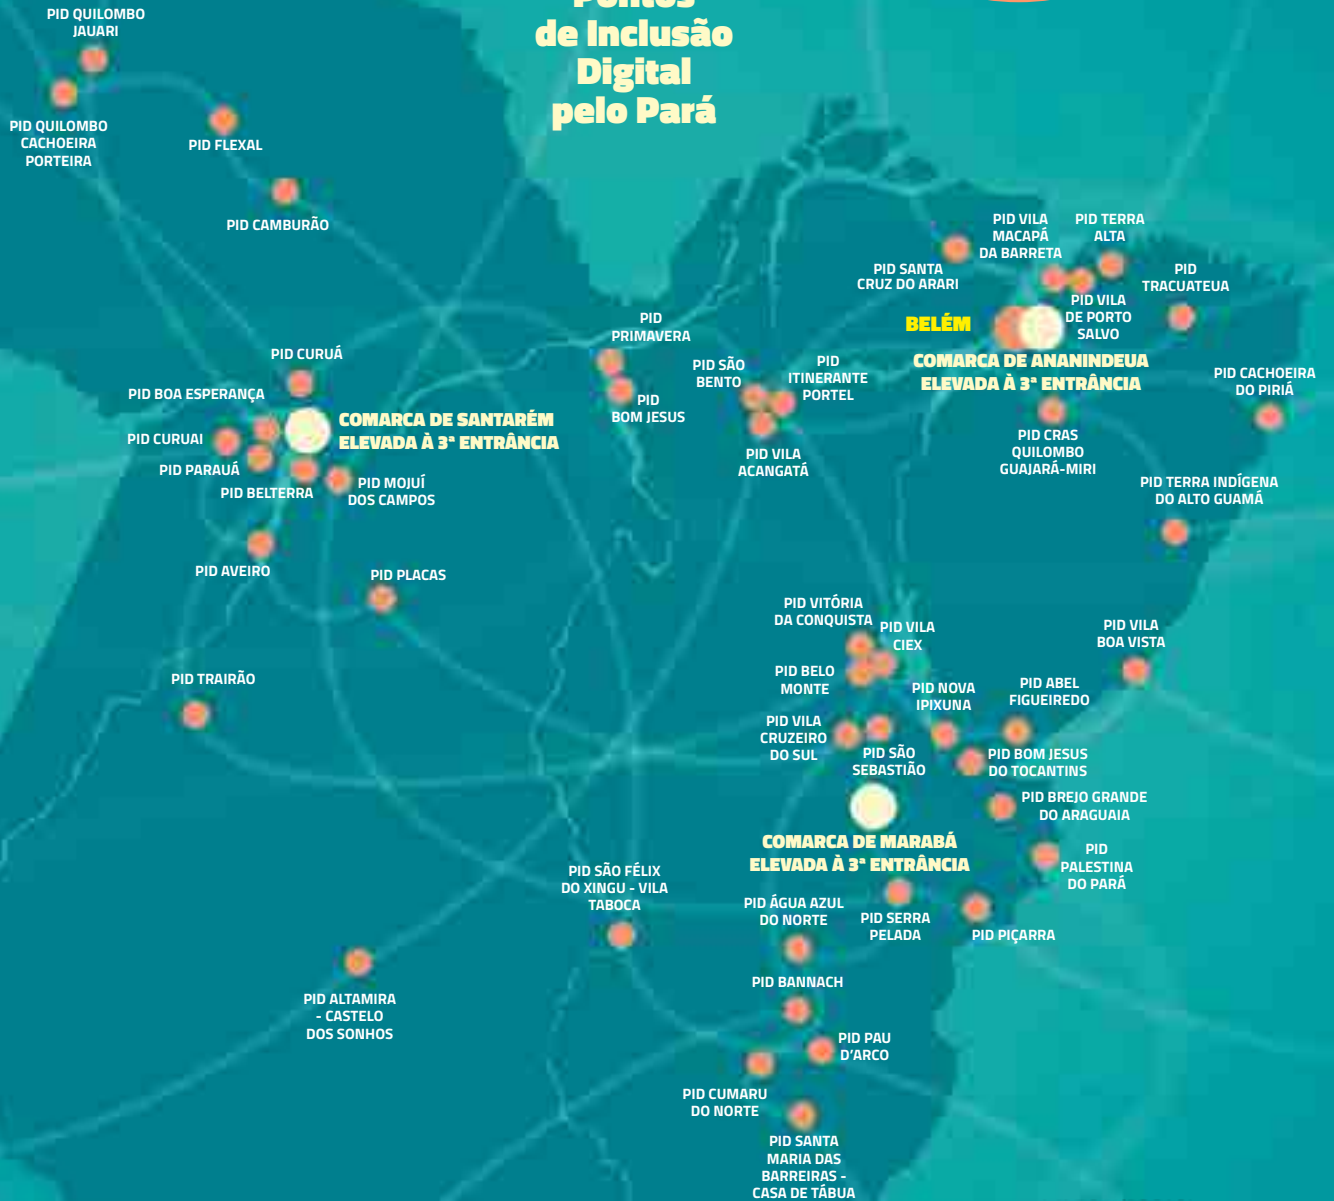 Pontos
de Inclusão
Digital
pelo Pará
PID QUILOMBO
JAUARI
PID QUILOMBO
CACHOEIRA
PORTEIRA
PID FLEXAL
PID CAMBURÃO
PID VILA
MACAPÁ
DA BARRETA
PID TERRA
ALTA
PID SANTA
CRUZ DO ARARI
PID
TRACUATEUA
PID VILA
DE PORTO
SALVO
BELÉM
COMARCA DE ANANINDEUA
ELEVADA À 3ª ENTRÂNCIA
PID
PRIMAVERA
PID
BOM JESUS
PID SÃO
BENTO
PID
ITINERANTE
PORTEL
PID VILA
ACANGATÁ
PID CACHOEIRA
DO PIRIÁ
PID CRAS
QUILOMBO
GUAJARÁ-MIRI
PID TERRA INDÍGENA
DO ALTO GUAMÁ
PID CURUÁ
PID BOA ESPERANÇA
COMARCA DE SANTARÉM
ELEVADA À 3ª ENTRÂNCIA
PID CURUAI
PID PARAUÁ
PID BELTERRA
PID MOJUÍ
DOS CAMPOS
PID AVEIRO
PID PLACAS
PID TRAIRÃO
PID VITÓRIA
DA CONQUISTA
PID VILA
CIEX
PID BELO
MONTE
PID NOVA
IPIXUNA
PID VILA
BOA VISTA
PID ABEL
FIGUEIREDO
PID VILA
CRUZEIRO
DO SUL
PID SÃO
SEBASTIÃO
PID BOM JESUS
DO TOCANTINS
PID BREJO GRANDE
DO ARAGUAIA
COMARCA DE MARABÁ
ELEVADA À 3ª ENTRÂNCIA
PID
PALESTINA
DO PARÁ
PID SÃO FÉLIX
DO XINGU - VILA
TABOCA
PID ÁGUA AZUL
DO NORTE
PID SERRA
PELADA
PID PIÇARRA
PID BANNACH
PID ALTAMIRA
- CASTELO
DOS SONHOS
PID PAU
D'ARCO
PID CUMARU
DO NORTE
PID SANTA
MARIA DAS
BARREIRAS -
CASA DE TÁBUA